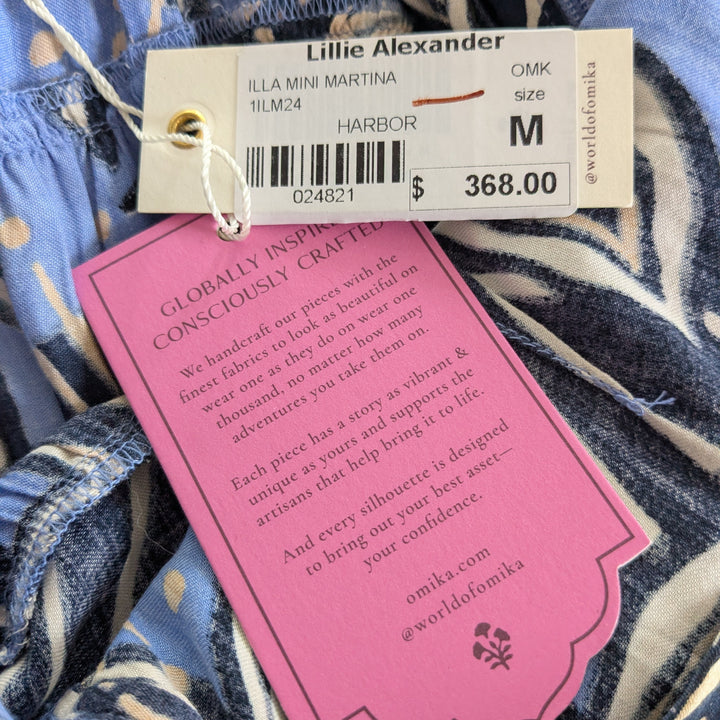 Lillie Alexander
ILLA MINI MARTINA
1ILM24
OMK
size
M
HARBOR
024821
$ 368.00
@worldofomika
GLOBALLY INSPIRE
CONSCIOUSLY CRAFTED
We handcraft our pieces with the
finest fabrics to look as beautiful on
wear one as they do on wear one
thousand, no matter how many
adventures you take them on.
Each piece has a story as vibrant &
unique as yours and supports the
artisans that help bring it to life.
And every silhouette is designed
to bring out your best asset—
your confidence.
omika.com
@worldofomika